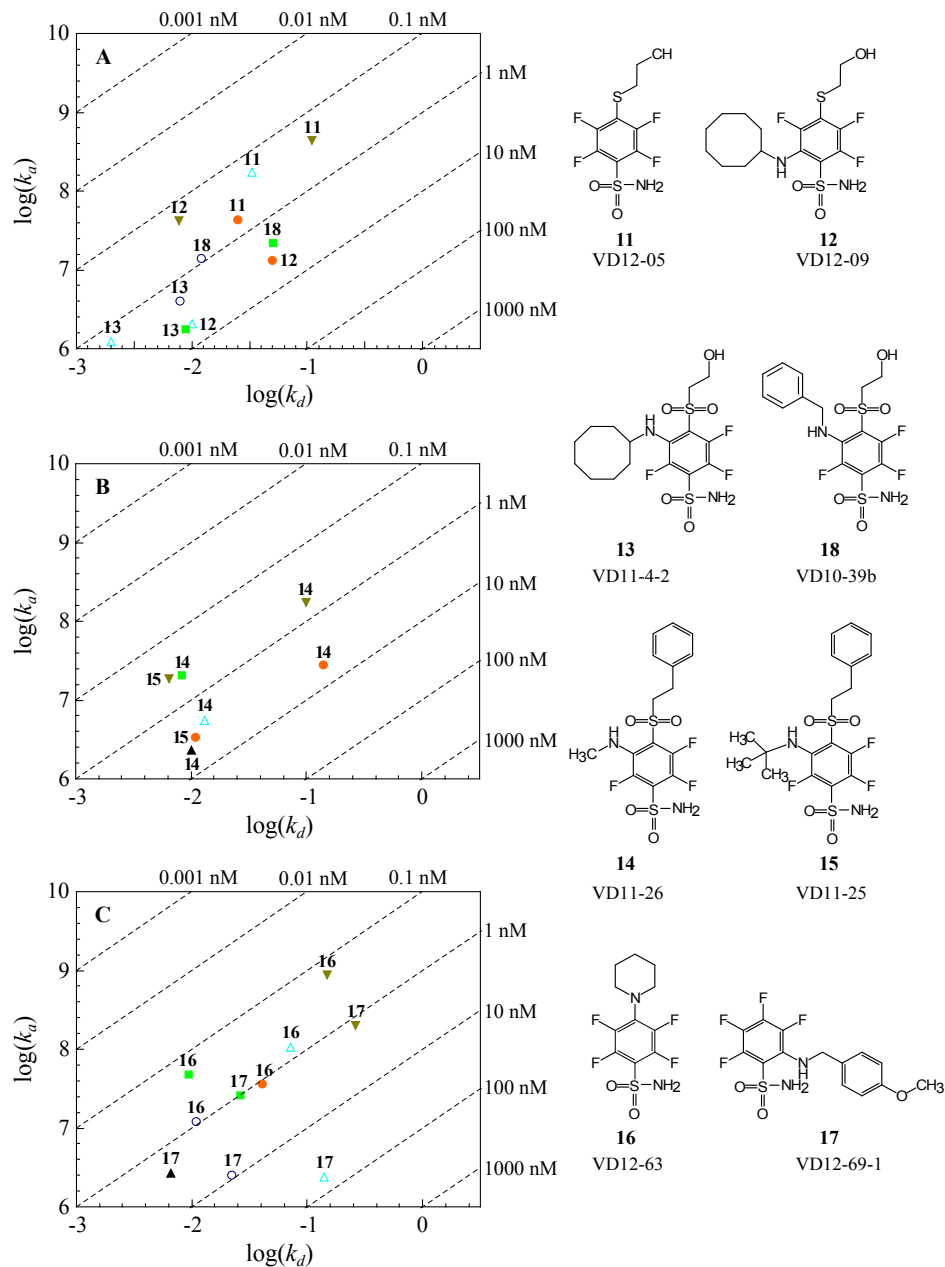 0.001 nM 0.01 nM 0.1 nM
10
A
1 nM
9
11
10 nM
11
8
12 11
18 18
100 nM
log(ka)
12
7
13
1000 nM
13 13 12
6
-3 -2 -1 0
log(kd)
CH
S
F F
F F
O=S-NH2
O
11
VD12-05
OH
S
F F
N
H
F
O=S-NH2
O
12
VD12-09
0.001 nM 0.01 nM 0.1 nM
10
B
1 nM
9
10 nM
14
8
log(ka)
14
15
14
100 nM
7
14
15
1000 nM
14
6
-3 -2 -1 0
log(kd)
OH
O=S=O
H
N
F
F F
O=S-NH2
O
13
VD11-4-2
OH
O=S=O
HN
F
F F
O=S-NH2
O
18
VD10-39b
O=S=O
H
N
H3C
F
F F
O=S-NH2
O
14
VD11-26
O=S=O
H3C H
N
H3C
CH3
F
F F
O=S-NH2
O
15
VD11-25
0.001 nM 0.01 nM 0.1 nM
10
C
1 nM
9
16
10 nM
17
16
8
log(ka)
16
17 16
100 nM
16
7
17 17 17
1000 nM
6
-3 -2 -1 0
log(kd)
N
F F
F F
O=S-NH2
O
16
VD12-63
F
F F
F
N
H
O=S-NH2
O
O CH3
17
VD12-69-1